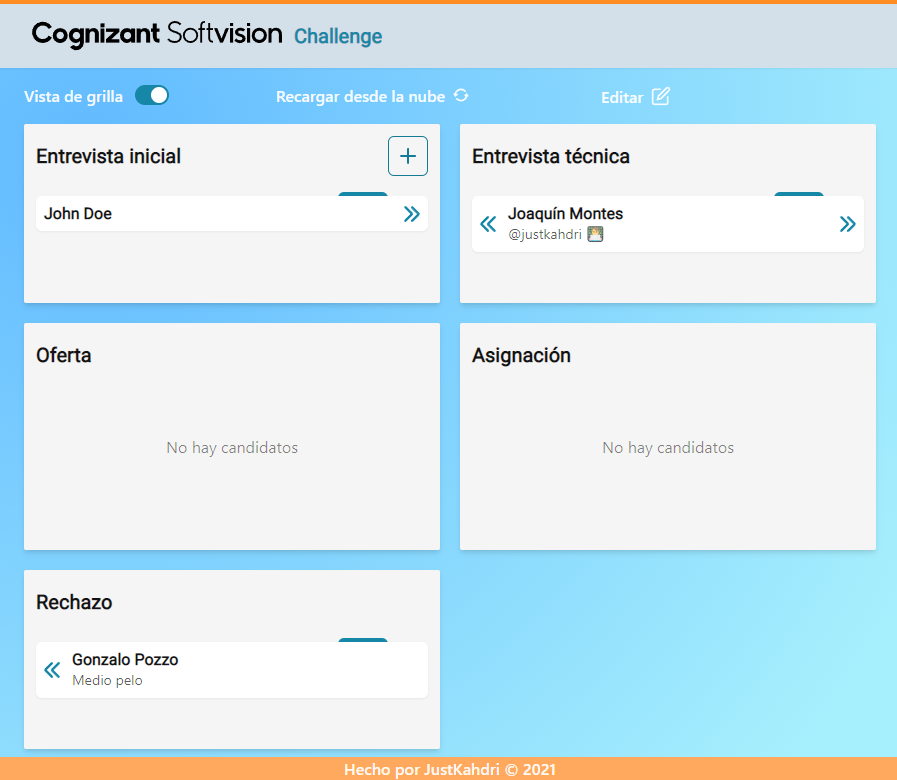 Cognizant Softvision Challenge
Vista de grilla
Recargar desde la nube
Editar
Entrevista inicial
John Doe
Entrevista técnica
Joaquín Montes
@justkahdri
Oferta
No hay candidatos
Asignación
No hay candidatos
Rechazo
Gonzalo Pozzo
Medio pelo
Hecho por JustKahdri © 2021